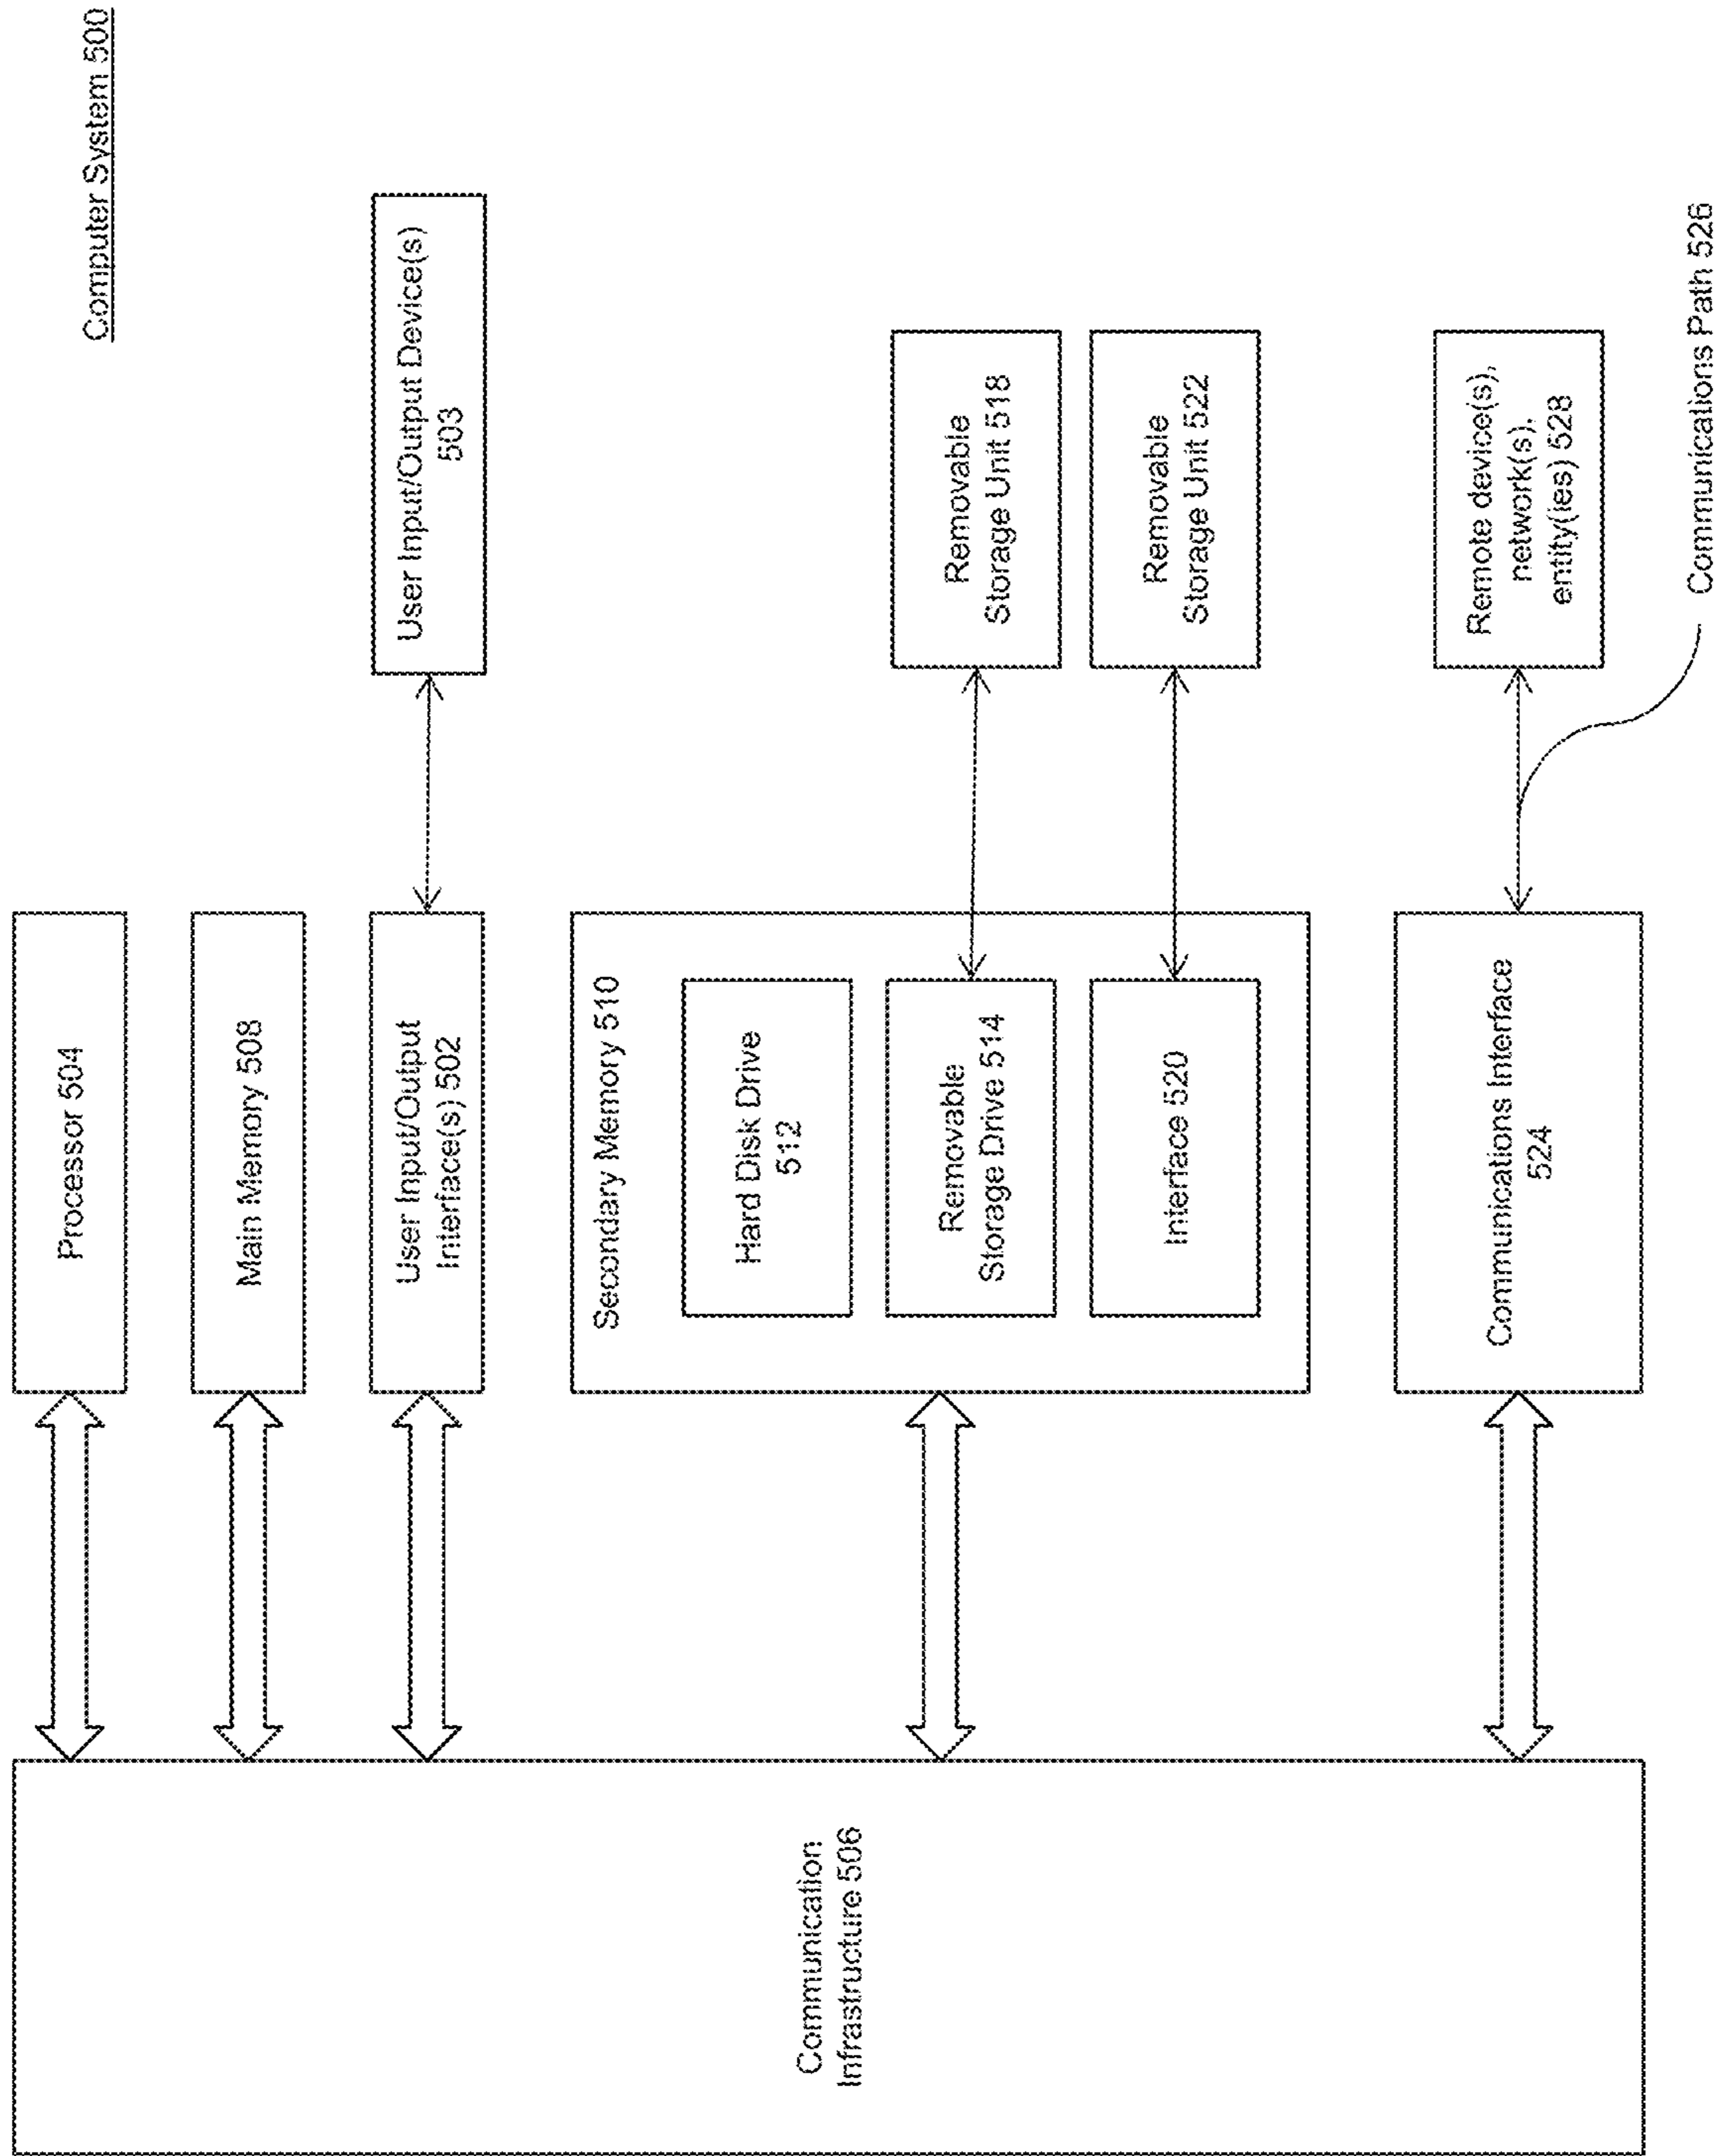 Computer System 500
Processor 504
Main Memory 508
User Input/Output
Interface(s) 502
User Input/Output Device(s)
503
Secondary Memory 510
Hard Disk Drive
512
Removable
Storage Drive 514
Removable
Storage Unit 518
Interface 520
Removable
Storage Unit 522
Communications Interface
524
Remote device(s),
network(s),
entity(ies) 528
Communications Path 526
Communication
Infrastructure 506